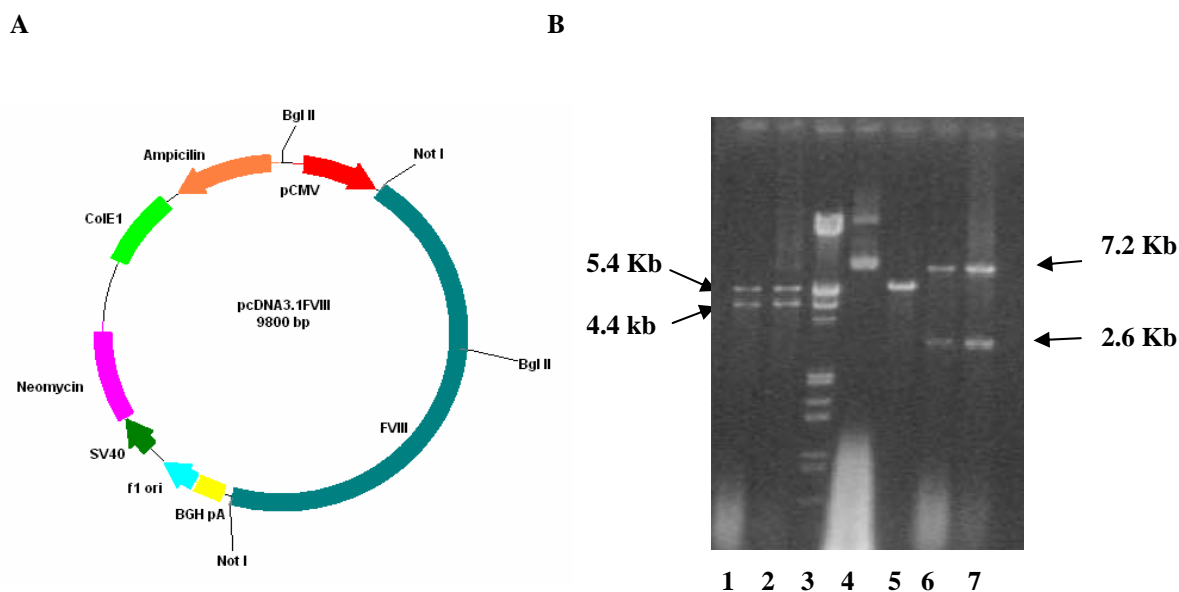 A
B
Bgl II
Ampicilin
Not I
pCMV
ColE1
pcDNA3.1FVIII
9800 bp
Bgl II
Neomycin
FVIII
SV40
f1 ori
BGH pA
Not I
5.4 Kb
4.4 kb
7.2 Kb
2.6 Kb
1 2 3 4 5 6 7